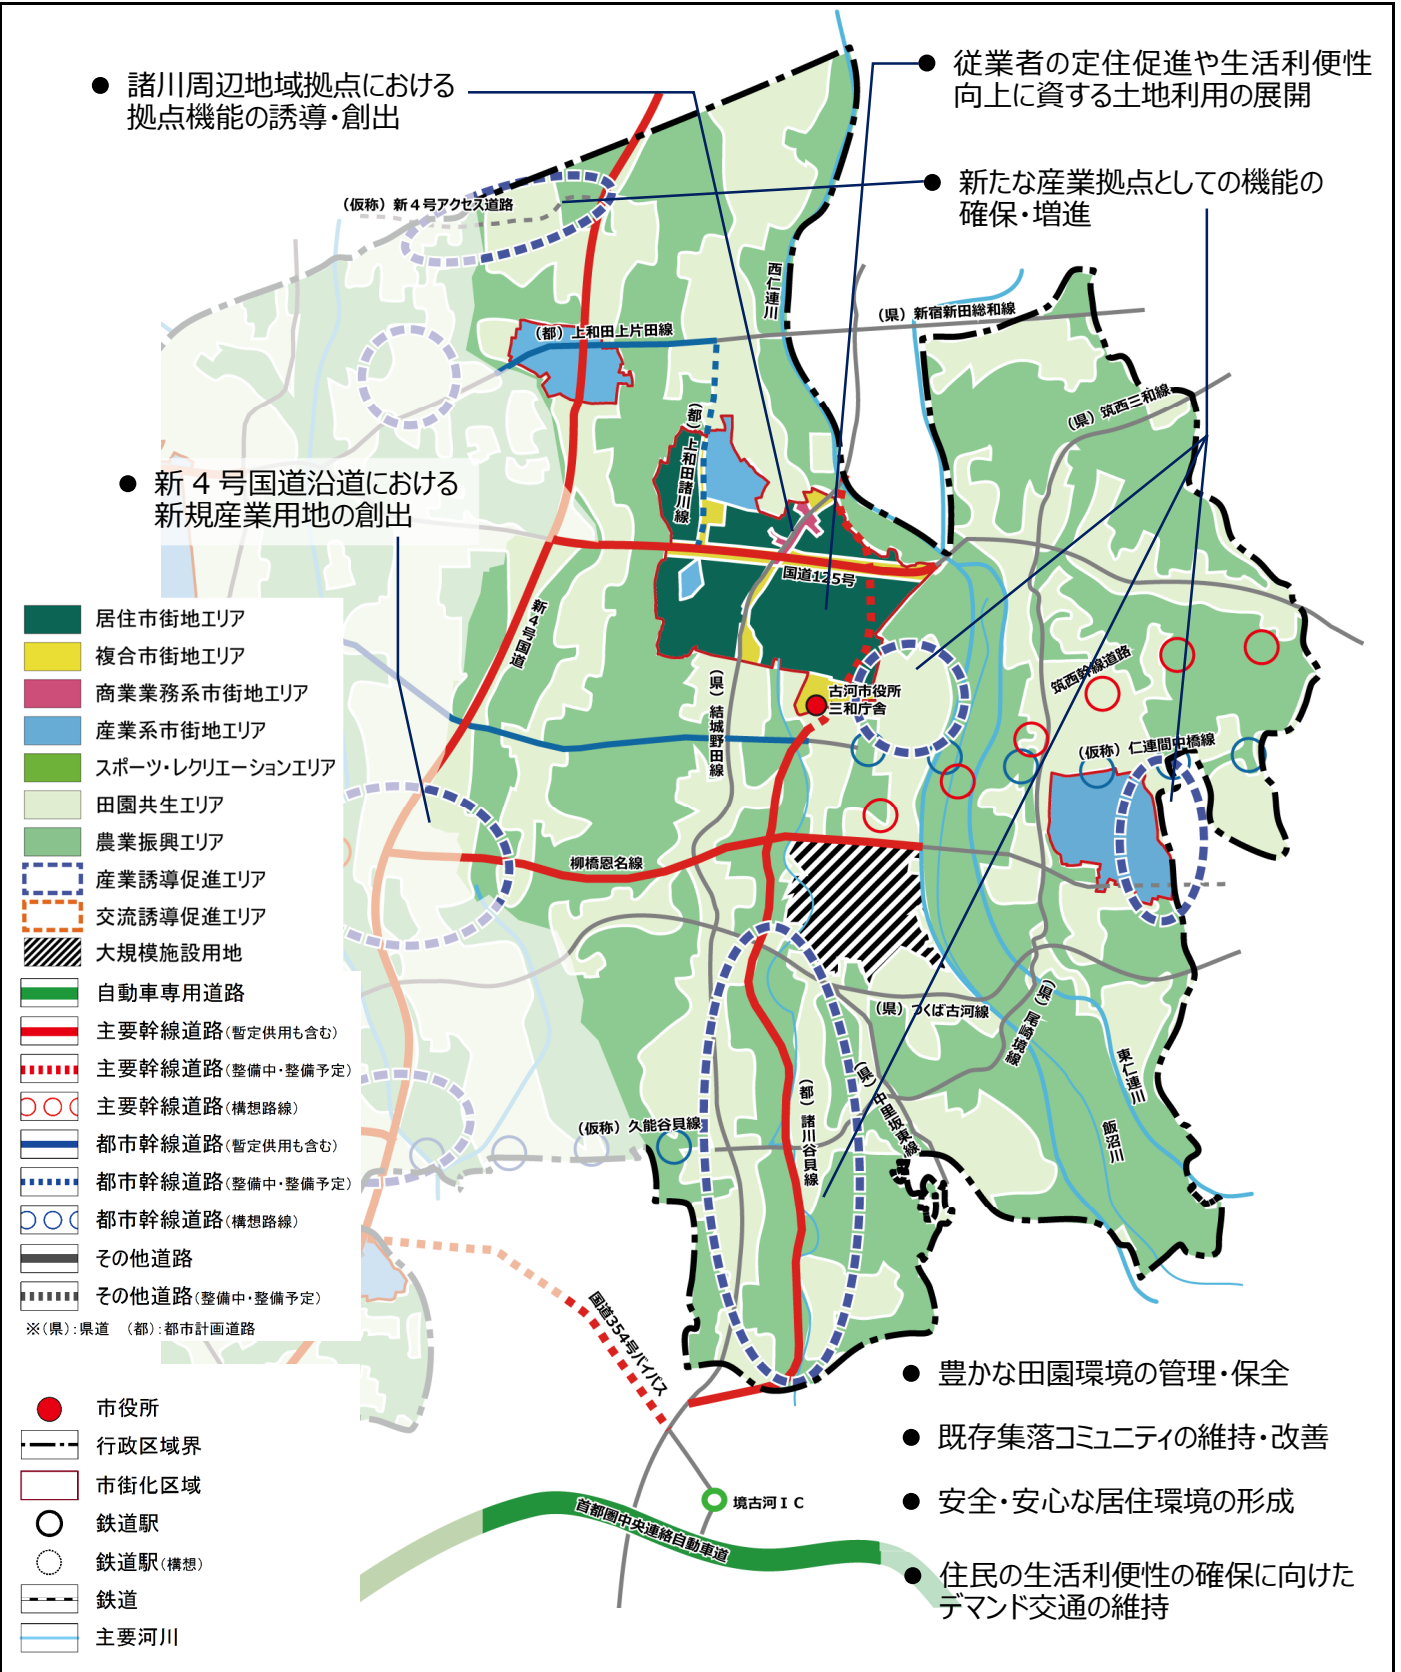 ● 諸川周辺地域拠点における
拠点機能の誘導・創出
● 従業者の定住促進や生活利便性
向上に資する土地利用の展開
● 新たな産業拠点としての機能の
確保・増進
(仮称)新4号アクセス道路
西仁連川
(県)新宿新田総和線
(都)上和田上片田線
(県)筑西三和線
(都)上和田諸川線
● 新4号国道沿道における
新規産業用地の創出
国道125号
新4号国道
筑西幹線道路
古河市役所
三和庁舎
(県)結城野田線
(仮称)仁連間中橋線
柳橋恩名線
(県)つくば古河線
(県)尾崎境線
東仁連川
飯沼川
(県)中里坂東線
(都)諸川谷貝線
(仮称)久能谷貝線
国道354号バイパス
境古河IC
首都圏中央連絡自動車道
居住市街地エリア
複合市街地エリア
商業業務系市街地エリア
産業系市街地エリア
スポーツ・レクリエーションエリア
田園共生エリア
農業振興エリア
産業誘導促進エリア
交流誘導促進エリア
大規模施設用地
自動車専用道路
主要幹線道路(暫定供用も含む)
主要幹線道路(整備中・整備予定)
主要幹線道路(構想路線)
都市幹線道路(暫定供用も含む)
都市幹線道路(整備中・整備予定)
都市幹線道路(構想路線)
その他道路
その他道路(整備中・整備予定)
※(県):県道 (都):都市計画道路
市役所
行政区域界
市街化区域
鉄道駅
鉄道駅(構想)
鉄道
主要河川
● 豊かな田園環境の管理・保全
● 既存集落コミュニティの維持・改善
● 安全・安心な居住環境の形成
● 住民の生活利便性の確保に向けた
デマンド交通の維持